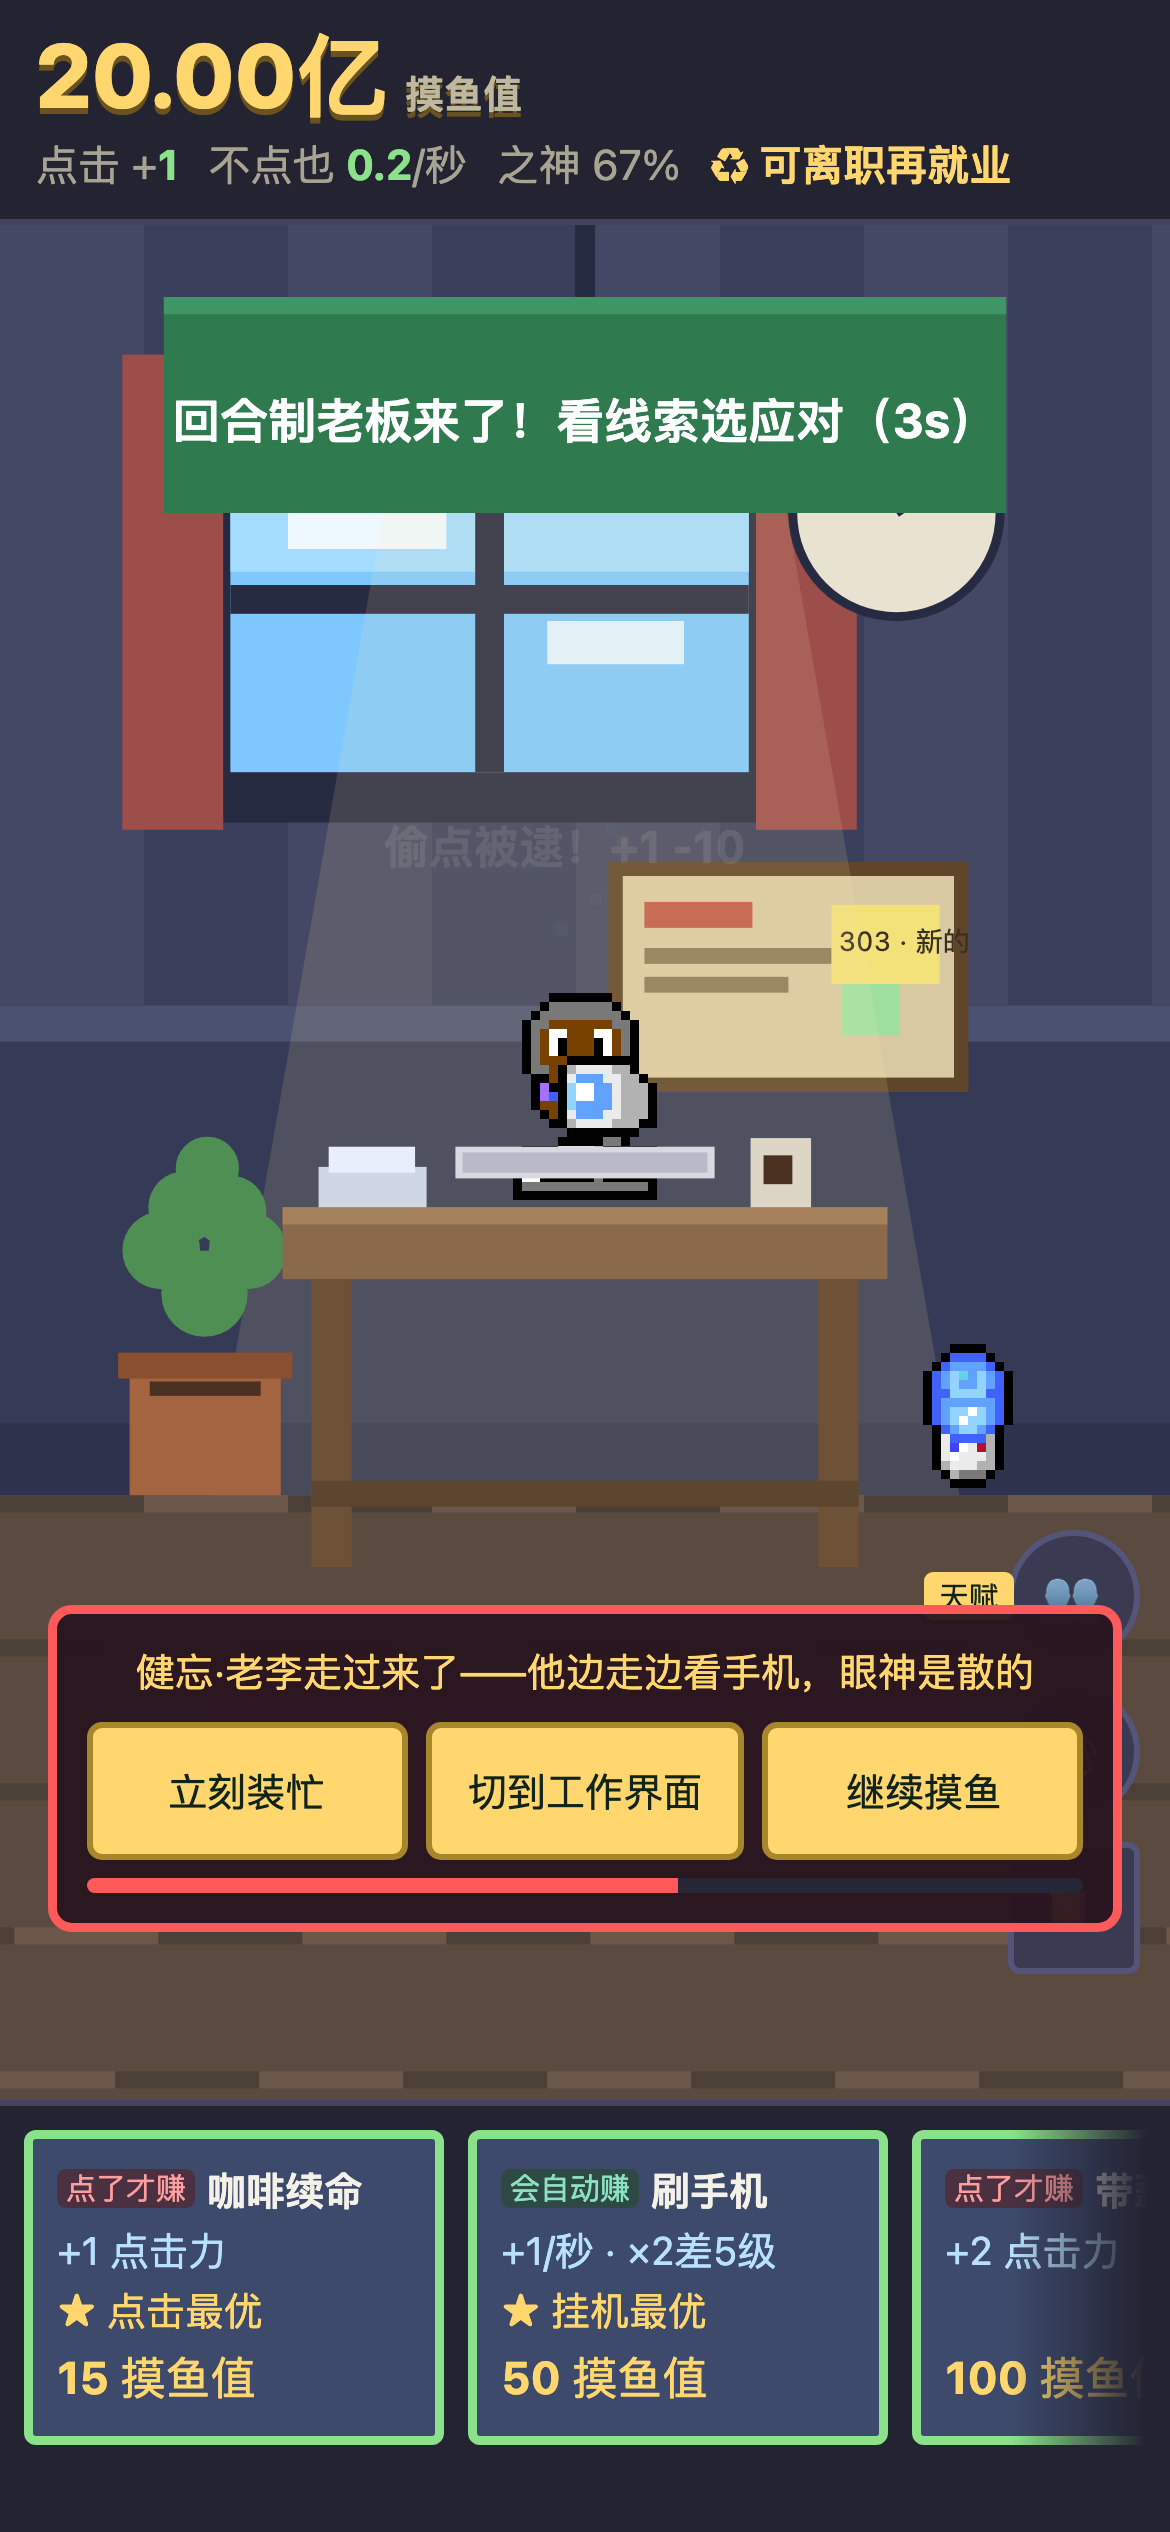 20.00亿 摸鱼值
点击 +1 不点也 0.2/秒 之神 67% ♻ 可离职再就业
回合制老板来了！看线索选应对（3s）
偷点被逮！+1 -10
303 · 新的
天赋
健忘·老李走过来了——他边走边看手机，眼神是散的
立刻装忙 切到工作界面 继续摸鱼
点了才赚 咖啡续命 会自动赚 刷手机 点了才赚 带
+1 点击力 +1/秒 · ×2差5级 +2 点击力
★ 点击最优 ★ 挂机最优
15 摸鱼值 50 摸鱼值 100 摸鱼